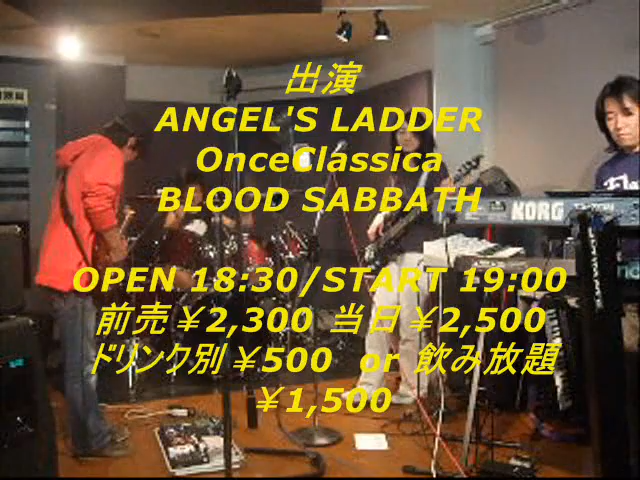 出演
ANGEL'S LADDER
OnceClassica
BLOOD SABBATH
OPEN 18:30/START 19:00
前売￥2,300 当日￥2,500
ドリンク別￥500 or 飲み放題
￥1,500
KORG